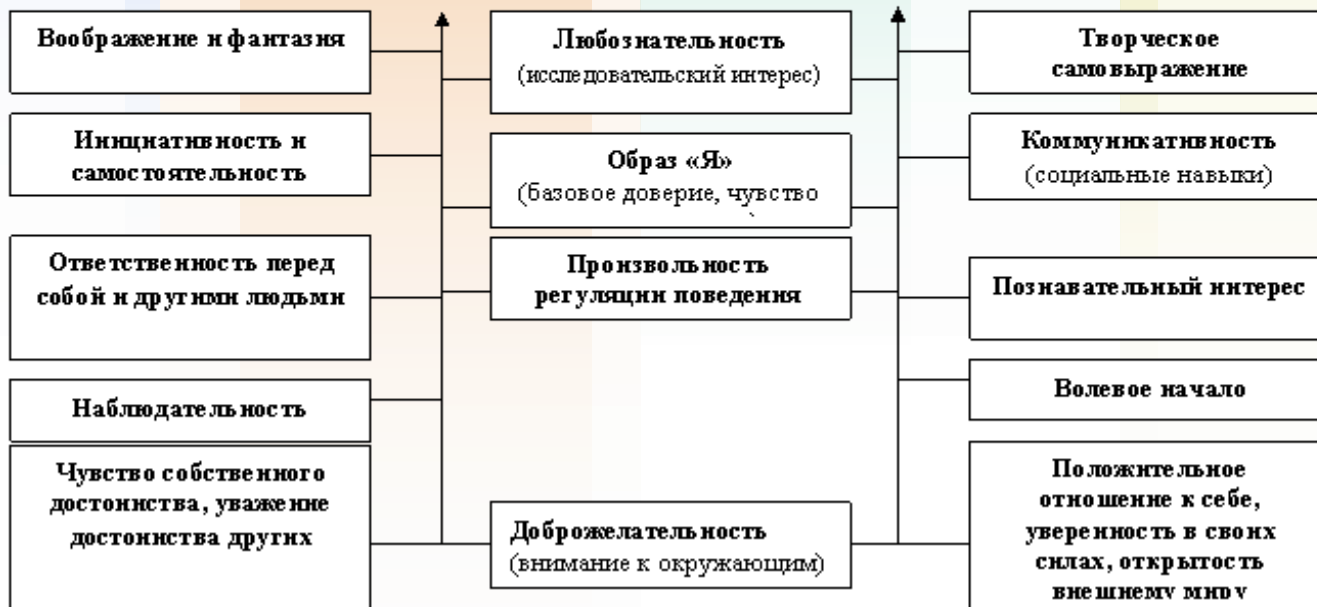 Воображение и фантазия
Инициативность и
самостоятельность
Ответственность перед
собой и другими людьми
Наблюдательность
Чувство собственного
достоинства, уважение
достоинства других
Любознательность
(исследовательский интерес)
Образ «Я»
(базовое доверие, чувство
Произвольность
регуляции поведения
Доброжелательность
(внимание к окружающим)
Творческое
самовыражение
Коммуникативность
(социальные навыки)
Познавательный интерес
Волевое начало
Положительное
отношение к себе,
уверенность в своих
силах, открытость
внешнему миру